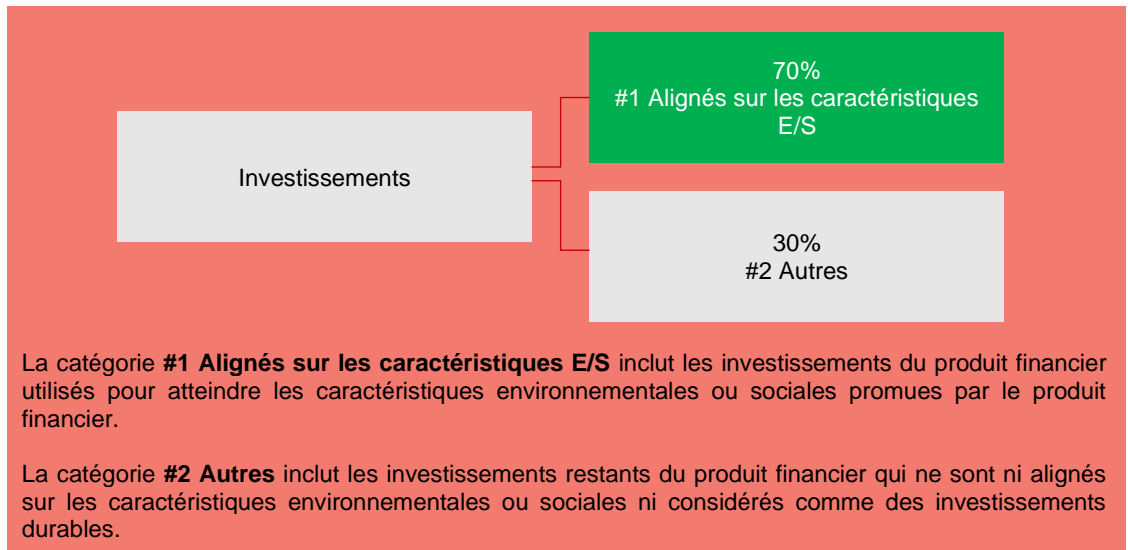 70%
#1 Alignés sur les caractéristiques
E/S
Investissements
30%
#2 Autres
La catégorie #1 Alignés sur les caractéristiques E/S inclut les investissements du produit financier
utilisés pour atteindre les caractéristiques environnementales ou sociales promues par le produit
financier.
La catégorie #2 Autres inclut les investissements restants du produit financier qui ne sont ni alignés
sur les caractéristiques environnementales ou sociales ni considérés comme des investissements
durables.